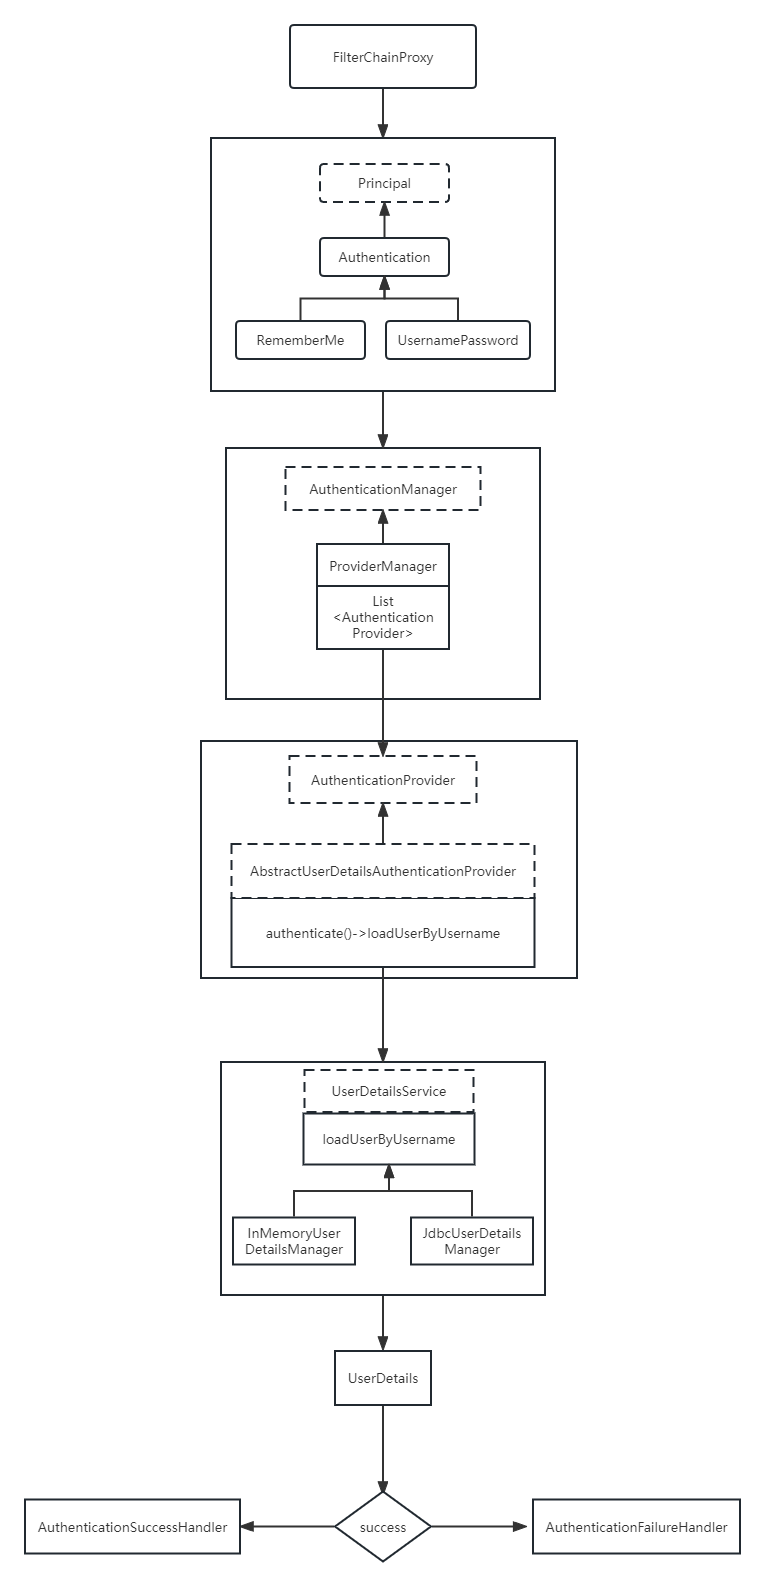 FilterChainProxy
Principal
Authentication
RememberMe
UsernamePassword
AuthenticationManager
ProviderManager
List
<Authentication
Provider>
AuthenticationProvider
AbstractUserDetailsAuthenticationProvider
authenticate()->loadUserByUsername
UserDetailsService
loadUserByUsername
InMemoryUser
DetailsManager
JdbcUserDetails
Manager
UserDetails
AuthenticationSuccessHandler
success
AuthenticationFailureHandler